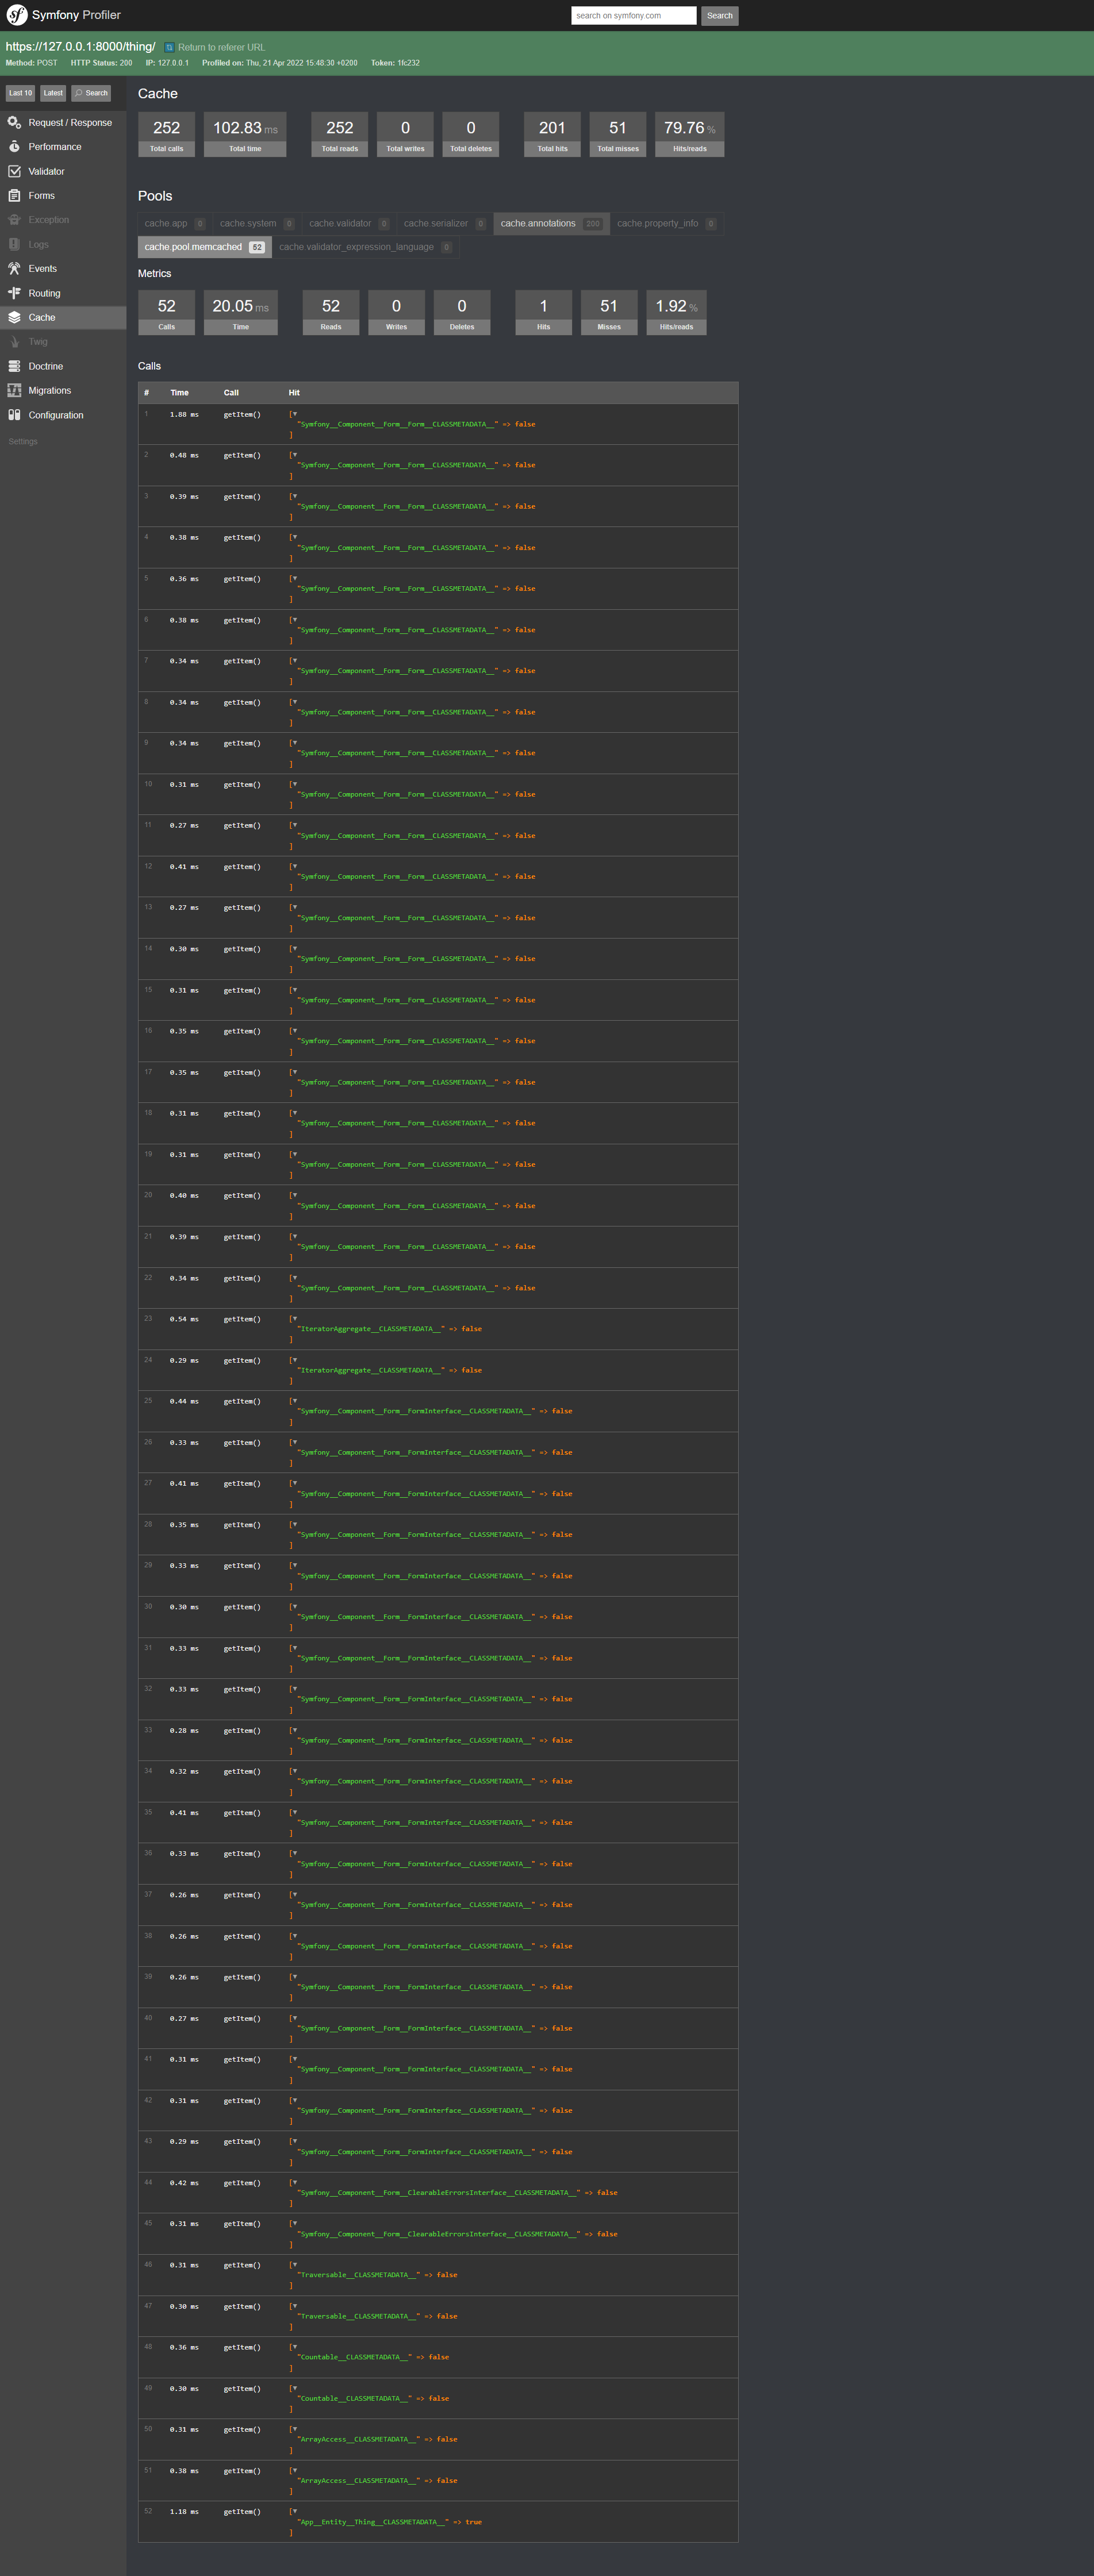 Symfony Profiler
search on symfony.com
Search
https://127.0.0.1:8000/thing/ Return to referer URL
Method: POST HTTP Status: 200 IP: 127.0.0.1 Profiled on: Thu, 21 Apr 2022 15:48:30 +0200 Token: 1fc232
Last 10 Latest Search
Request / Response
Performance
Validator
Forms
Exception
Logs
Events
Routing
Cache
Twig
Doctrine
Migrations
Configuration
Settings
Cache
252 102.83 ms 252 0 0 201 51 79.76 %
Total calls Total time Total reads Total writes Total deletes Total hits Total misses Hits/reads
Pools
cache.app 0 cache.system 0 cache.validator 0 cache.serializer 0 cache.annotations 200 cache.property_info 0
cache.pool.memcached 52 cache.validator_expression_language 0
Metrics
52 20.05 ms 52 0 0 1 51 1.92 %
Calls Time Reads Writes Deletes Hits Misses Hits/reads
Calls
# Time Call Hit
1 1.88 ms getItem() [▼
"Symfony__Component__Form__Form__CLASSMETADATA__" => false
]
2 0.48 ms getItem() [▼
"Symfony__Component__Form__Form__CLASSMETADATA__" => false
]
3 0.39 ms getItem() [▼
"Symfony__Component__Form__Form__CLASSMETADATA__" => false
]
4 0.38 ms getItem() [▼
"Symfony__Component__Form__Form__CLASSMETADATA__" => false
]
5 0.36 ms getItem() [▼
"Symfony__Component__Form__Form__CLASSMETADATA__" => false
]
6 0.38 ms getItem() [▼
"Symfony__Component__Form__Form__CLASSMETADATA__" => false
]
7 0.34 ms getItem() [▼
"Symfony__Component__Form__Form__CLASSMETADATA__" => false
]
8 0.34 ms getItem() [▼
"Symfony__Component__Form__Form__CLASSMETADATA__" => false
]
9 0.34 ms getItem() [▼
"Symfony__Component__Form__Form__CLASSMETADATA__" => false
]
10 0.31 ms getItem() [▼
"Symfony__Component__Form__Form__CLASSMETADATA__" => false
]
11 0.27 ms getItem() [▼
"Symfony__Component__Form__Form__CLASSMETADATA__" => false
]
12 0.41 ms getItem() [▼
"Symfony__Component__Form__Form__CLASSMETADATA__" => false
]
13 0.27 ms getItem() [▼
"Symfony__Component__Form__Form__CLASSMETADATA__" => false
]
14 0.30 ms getItem() [▼
"Symfony__Component__Form__Form__CLASSMETADATA__" => false
]
15 0.31 ms getItem() [▼
"Symfony__Component__Form__Form__CLASSMETADATA__" => false
]
16 0.35 ms getItem() [▼
"Symfony__Component__Form__Form__CLASSMETADATA__" => false
]
17 0.35 ms getItem() [▼
"Symfony__Component__Form__Form__CLASSMETADATA__" => false
]
18 0.31 ms getItem() [▼
"Symfony__Component__Form__Form__CLASSMETADATA__" => false
]
19 0.31 ms getItem() [▼
"Symfony__Component__Form__Form__CLASSMETADATA__" => false
]
20 0.40 ms getItem() [▼
"Symfony__Component__Form__Form__CLASSMETADATA__" => false
]
21 0.39 ms getItem() [▼
"Symfony__Component__Form__Form__CLASSMETADATA__" => false
]
22 0.34 ms getItem() [▼
"Symfony__Component__Form__Form__CLASSMETADATA__" => false
]
23 0.54 ms getItem() [▼
"IteratorAggregate__CLASSMETADATA__" => false
]
24 0.29 ms getItem() [▼
"IteratorAggregate__CLASSMETADATA__" => false
]
25 0.44 ms getItem() [▼
"Symfony__Component__Form__FormInterface__CLASSMETADATA__" => false
]
26 0.33 ms getItem() [▼
"Symfony__Component__Form__FormInterface__CLASSMETADATA__" => false
]
27 0.41 ms getItem() [▼
"Symfony__Component__Form__FormInterface__CLASSMETADATA__" => false
]
28 0.35 ms getItem() [▼
"Symfony__Component__Form__FormInterface__CLASSMETADATA__" => false
]
29 0.33 ms getItem() [▼
"Symfony__Component__Form__FormInterface__CLASSMETADATA__" => false
]
30 0.30 ms getItem() [▼
"Symfony__Component__Form__FormInterface__CLASSMETADATA__" => false
]
31 0.33 ms getItem() [▼
"Symfony__Component__Form__FormInterface__CLASSMETADATA__" => false
]
32 0.33 ms getItem() [▼
"Symfony__Component__Form__FormInterface__CLASSMETADATA__" => false
]
33 0.28 ms getItem() [▼
"Symfony__Component__Form__FormInterface__CLASSMETADATA__" => false
]
34 0.32 ms getItem() [▼
"Symfony__Component__Form__FormInterface__CLASSMETADATA__" => false
]
35 0.41 ms getItem() [▼
"Symfony__Component__Form__FormInterface__CLASSMETADATA__" => false
]
36 0.33 ms getItem() [▼
"Symfony__Component__Form__FormInterface__CLASSMETADATA__" => false
]
37 0.26 ms getItem() [▼
"Symfony__Component__Form__FormInterface__CLASSMETADATA__" => false
]
38 0.26 ms getItem() [▼
"Symfony__Component__Form__FormInterface__CLASSMETADATA__" => false
]
39 0.26 ms getItem() [▼
"Symfony__Component__Form__FormInterface__CLASSMETADATA__" => false
]
40 0.27 ms getItem() [▼
"Symfony__Component__Form__FormInterface__CLASSMETADATA__" => false
]
41 0.31 ms getItem() [▼
"Symfony__Component__Form__FormInterface__CLASSMETADATA__" => false
]
42 0.31 ms getItem() [▼
"Symfony__Component__Form__FormInterface__CLASSMETADATA__" => false
]
43 0.29 ms getItem() [▼
"Symfony__Component__Form__FormInterface__CLASSMETADATA__" => false
]
44 0.42 ms getItem() [▼
"Symfony__Component__Form__ClearableErrorsInterface__CLASSMETADATA__" => false
]
45 0.31 ms getItem() [▼
"Symfony__Component__Form__ClearableErrorsInterface__CLASSMETADATA__" => false
]
46 0.31 ms getItem() [▼
"Traversable__CLASSMETADATA__" => false
]
47 0.30 ms getItem() [▼
"Traversable__CLASSMETADATA__" => false
]
48 0.36 ms getItem() [▼
"Countable__CLASSMETADATA__" => false
]
49 0.30 ms getItem() [▼
"Countable__CLASSMETADATA__" => false
]
50 0.31 ms getItem() [▼
"ArrayAccess__CLASSMETADATA__" => false
]
51 0.38 ms getItem() [▼
"ArrayAccess__CLASSMETADATA__" => false
]
52 1.18 ms getItem() [▼
"App__Entity__Thing__CLASSMETADATA__" => true
]